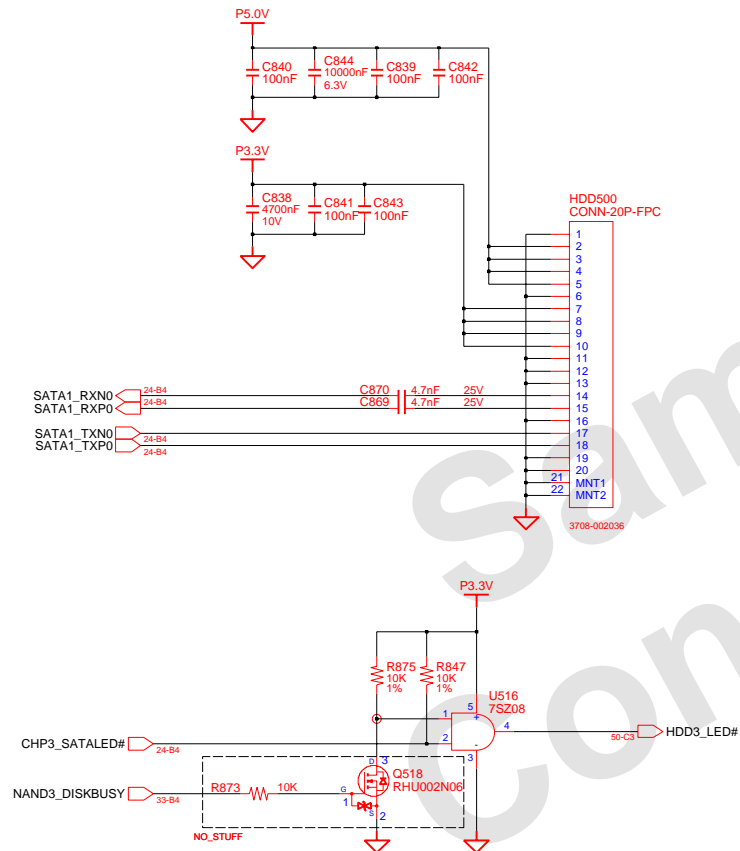 P5.0V
C840
100nF
C844
10000nF
6.3V
C839
100nF
C842
100nF
P3.3V
C838
4700nF
10V
C841
100nF
C843
100nF
HDD500
CONN-20P-FPC
1
2
3
4
5
6
7
8
9
10
11
12
13
14
15
16
17
18
19
20
21 MNT1
22 MNT2
3708-002036
SATA1_RXN0 24-B4 C870 4.7nF 25V
SATA1_RXP0 24-B4 C869 4.7nF 25V
SATA1_TXN0 24-B4
SATA1_TXP0 24-B4
P3.3V
R875
10K
1%
R847
10K
1%
U516
7SZ08
5
+
1
2
4
-
3
50-C3 HDD3_LED#
CHP3_SATALED# 24-B4
D 3
Q518
RHU002N06
G
1
S
2
NAND3_DISKBUSY 33-B4 R873 10K
NO_STUFF
Sam
Con